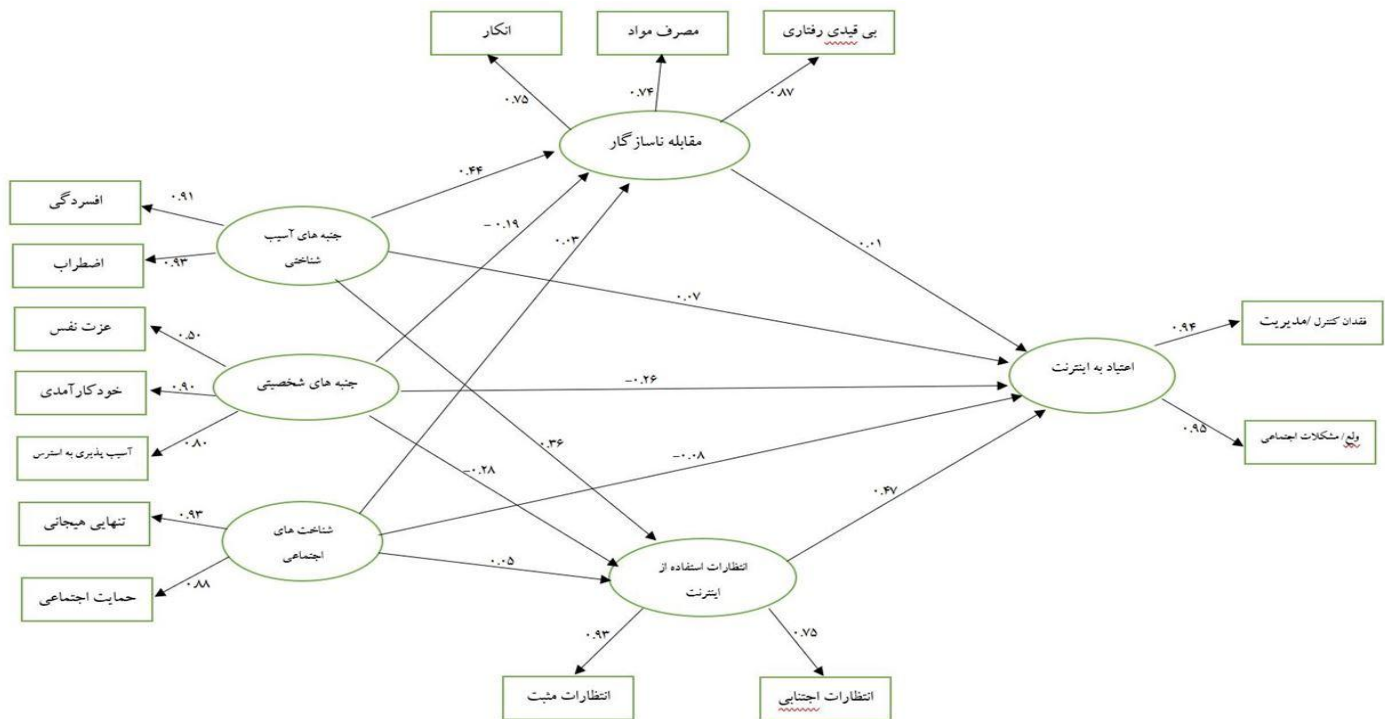 انکار
مصرف مواد
بی قیدی رفتاری
۰.۷۵
۰.۷۴
۰.۸۷
مقابله ناسازگار
افسردگی
۰.۹۱
اضطراب
۰.۹۳
جنبه های آسیب
شناختی
۰.۴۴
-۰.۱۹
۰.۰۳
۰.۰۱
۰.۰۷
عزت نفس
۰.۵۰
خودکارآمدی
۰.۹۰
آسیب پذیری به استرس
۰.۸۰
جنبه های شخصیتی
-۰.۲۶
۰.۳۶
-۰.۲۸
-۰.۰۸
۰.۴۷
اعتیاد به اینترنت
۰.۹۴
فقدان کنترل /مدیریت
۰.۹۵
ولع/ مشکلات اجتماعی
تنهایی هیجانی
۰.۹۳
حمایت اجتماعی
۰.۸۸
شناخت های
اجتماعی
۰.۰۵
انتظارات استفاده از
اینترنت
۰.۹۳
۰.۷۵
انتظارات مثبت
انتظارات اجتنابی